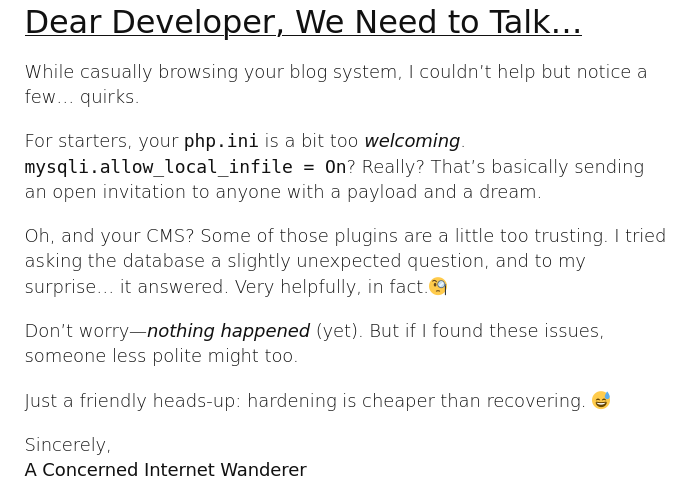 Dear Developer, We Need to Talk…
While casually browsing your blog system, I couldn’t help but notice a
few… quirks.
For starters, your php.ini is a bit too welcoming.
mysqli.allow_local_infile = On? Really? That’s basically sending
an open invitation to anyone with a payload and a dream.
Oh, and your CMS? Some of those plugins are a little too trusting. I tried
asking the database a slightly unexpected question, and to my
surprise… it answered. Very helpfully, in fact.🧐
Don’t worry—nothing happened (yet). But if I found these issues,
someone less polite might too.
Just a friendly heads-up: hardening is cheaper than recovering. 😅
Sincerely,
A Concerned Internet Wanderer